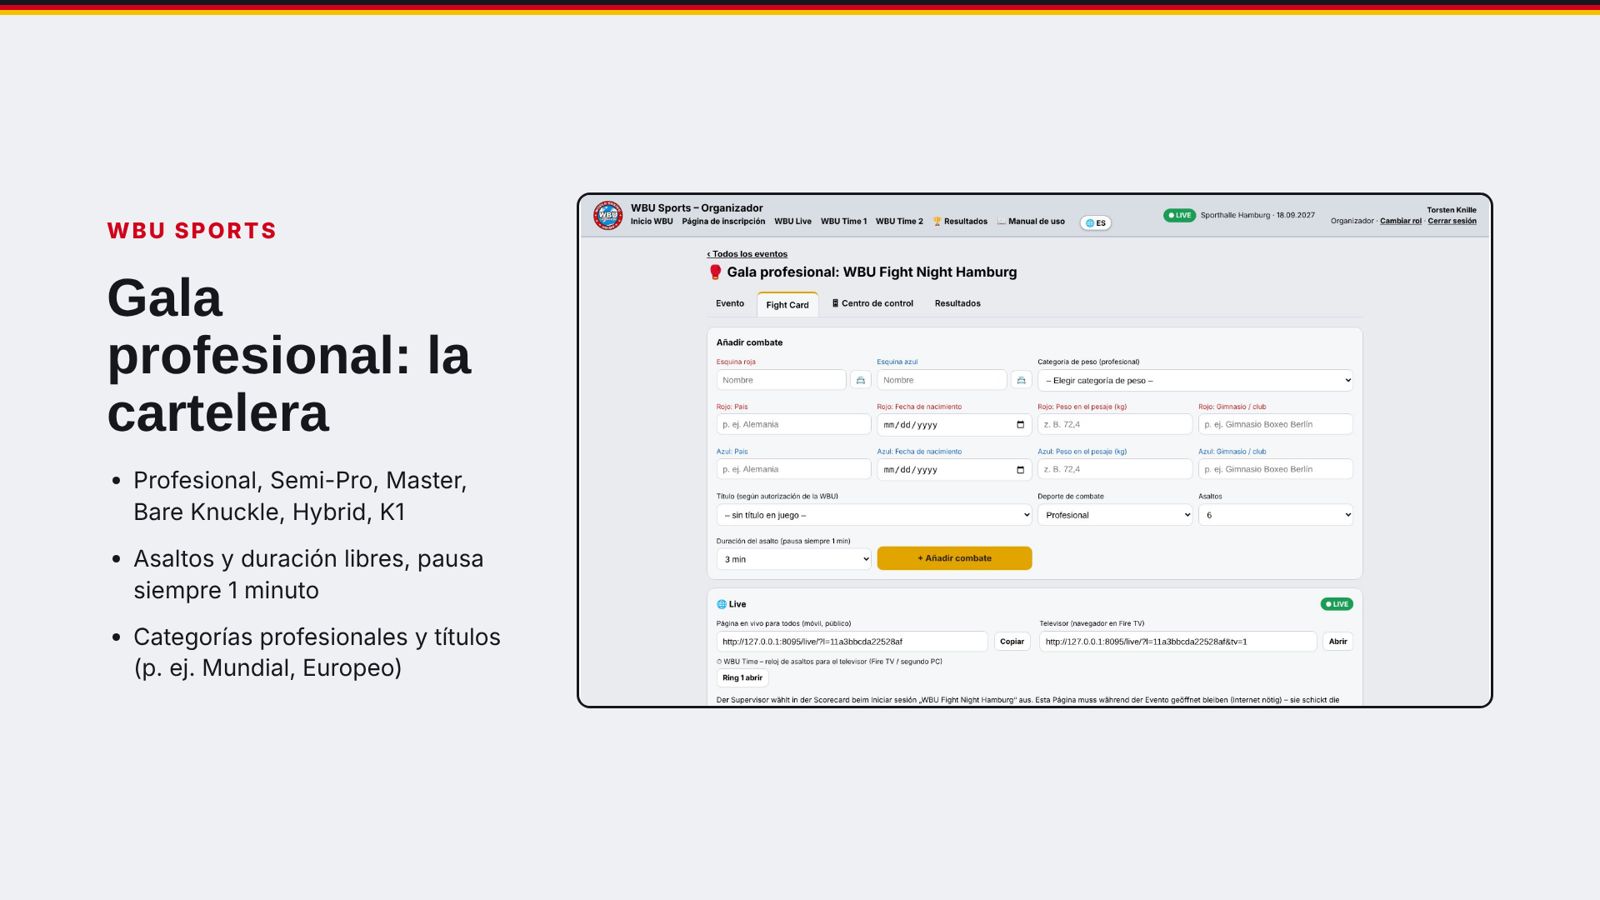 WBU SPORTS
Gala
profesional: la
cartelera
• Profesional, Semi-Pro, Master,
Bare Knuckle, Hybrid, K1
• Asaltos y duración libres, pausa
siempre 1 minuto
• Categorías profesionales y títulos
(p. ej. Mundial, Europeo)
WBU Sports – Organizador
Inicio WBU Página de inscripción WBU Live WBU Time 1 WBU Time 2 🏆 Resultados 📖 Manual de uso 🌐 ES
● LIVE Sporthalle Hamburg · 18.09.2027
Torsten Knille
Organizador · Cambiar rol · Cerrar sesión
‹ Todos los eventos
🥊 Gala profesional: WBU Fight Night Hamburg
Evento Fight Card 🎛 Centro de control Resultados
Añadir combate
Esquina roja Esquina azul Categoría de peso (profesional)
Nombre Nombre – Elegir categoría de peso –
Rojo: País Rojo: Fecha de nacimiento Rojo: Peso en el pesaje (kg) Rojo: Gimnasio / club
p. ej. Alemania mm/dd/yyyy z. B. 72,4 p. ej. Gimnasio Boxeo Berlín
Azul: País Azul: Fecha de nacimiento Azul: Peso en el pesaje (kg) Azul: Gimnasio / club
p. ej. Alemania mm/dd/yyyy z. B. 72,4 p. ej. Gimnasio Boxeo Berlín
Título (según autorización de la WBU) Deporte de combate Asaltos
– sin título en juego – Profesional 6
Duración del asalto (pausa siempre 1 min)
3 min + Añadir combate
🌐 Live ● LIVE
Página en vivo para todos (móvil, público) Televisor (navegador en Fire TV)
http://127.0.0.1:8095/live/?l=11a3bbcda22528af Copiar http://127.0.0.1:8095/live/?l=11a3bbcda22528af&tv=1 Abrir
⏱ WBU Time – reloj de asaltos para el televisor (Fire TV / segundo PC)
Ring 1 abrir
Der Supervisor wählt in der Scorecard beim Iniciar sesión „WBU Fight Night Hamburg" aus. Esta Página muss während der Evento geöffnet bleiben (Internet nötig) – sie schickt die